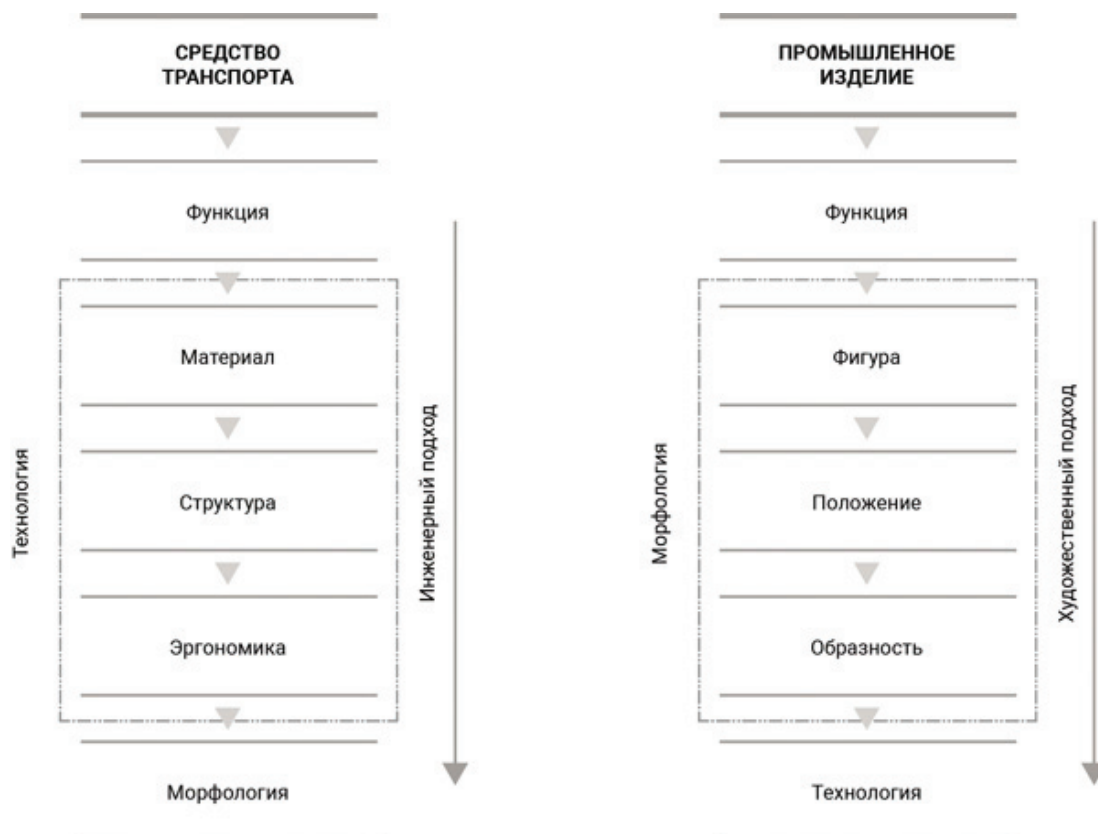 СРЕДСТВО
ТРАНСПОРТА
Функция
Материал
Структура
Эргономика
Морфология
Технология
Инженерный подход
ПРОМЫШЛЕННОЕ
ИЗДЕЛИЕ
Функция
Фигура
Положение
Образность
Технология
Морфология
Художественный подход